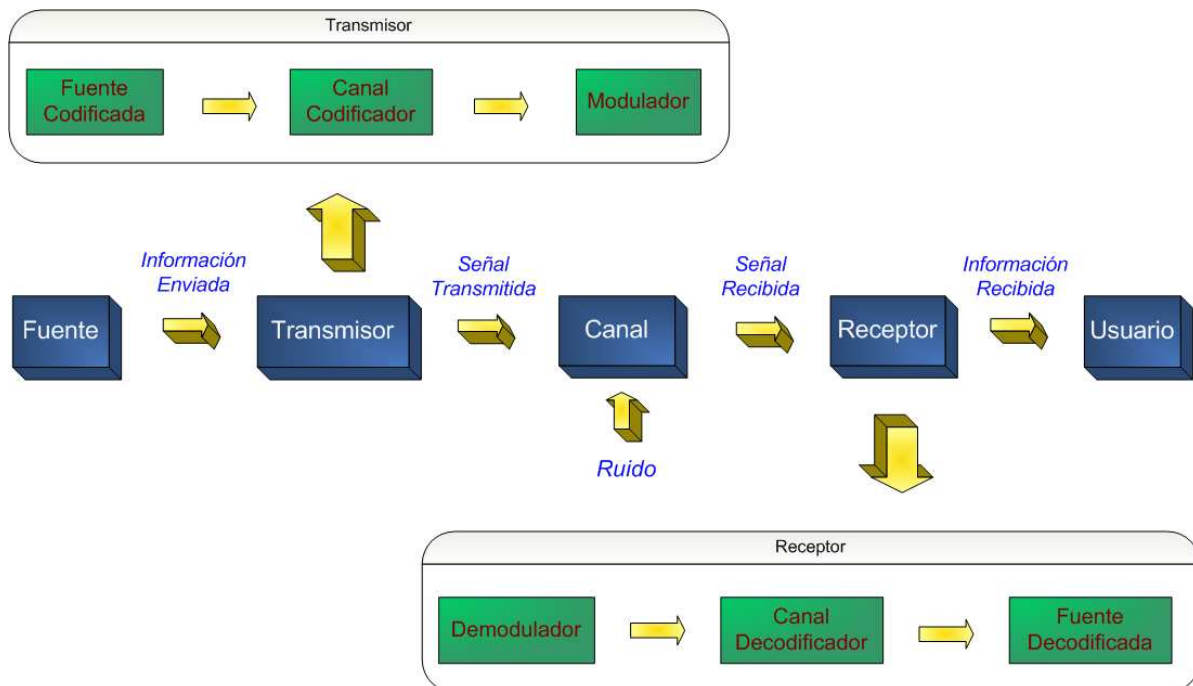 Transmisor
Fuente
Codificada
Canal
Codificador
Modulador
Información
Enviada
Señal
Transmitida
Señal
Recibida
Información
Recibida
Fuente
Transmisor
Canal
Receptor
Usuario
Ruido
Receptor
Demodulador
Canal
Decodificador
Fuente
Decodificada